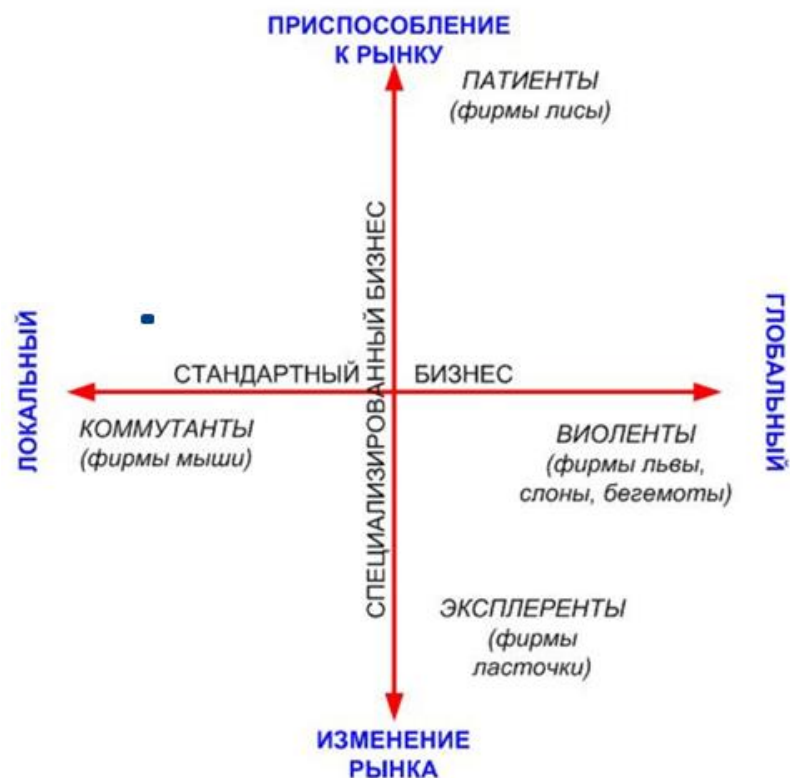 ПРИСПОСОБЛЕНИЕ
К РЫНКУ
ПАТИЕНТЫ
(фирмы лисы)
СПЕЦИАЛИЗИРОВАННЫЙ БИЗНЕС
ЛОКАЛЬНЫЙ
ГЛОБАЛЬНЫЙ
СТАНДАРТНЫЙ БИЗНЕС
КОММУТАНТЫ
(фирмы мыши)
ВИОЛЕНТЫ
(фирмы львы,
слоны, бегемоты)
ЭКСПЛЕРЕНТЫ
(фирмы
ласточки)
ИЗМЕНЕНИЕ
РЫНКА